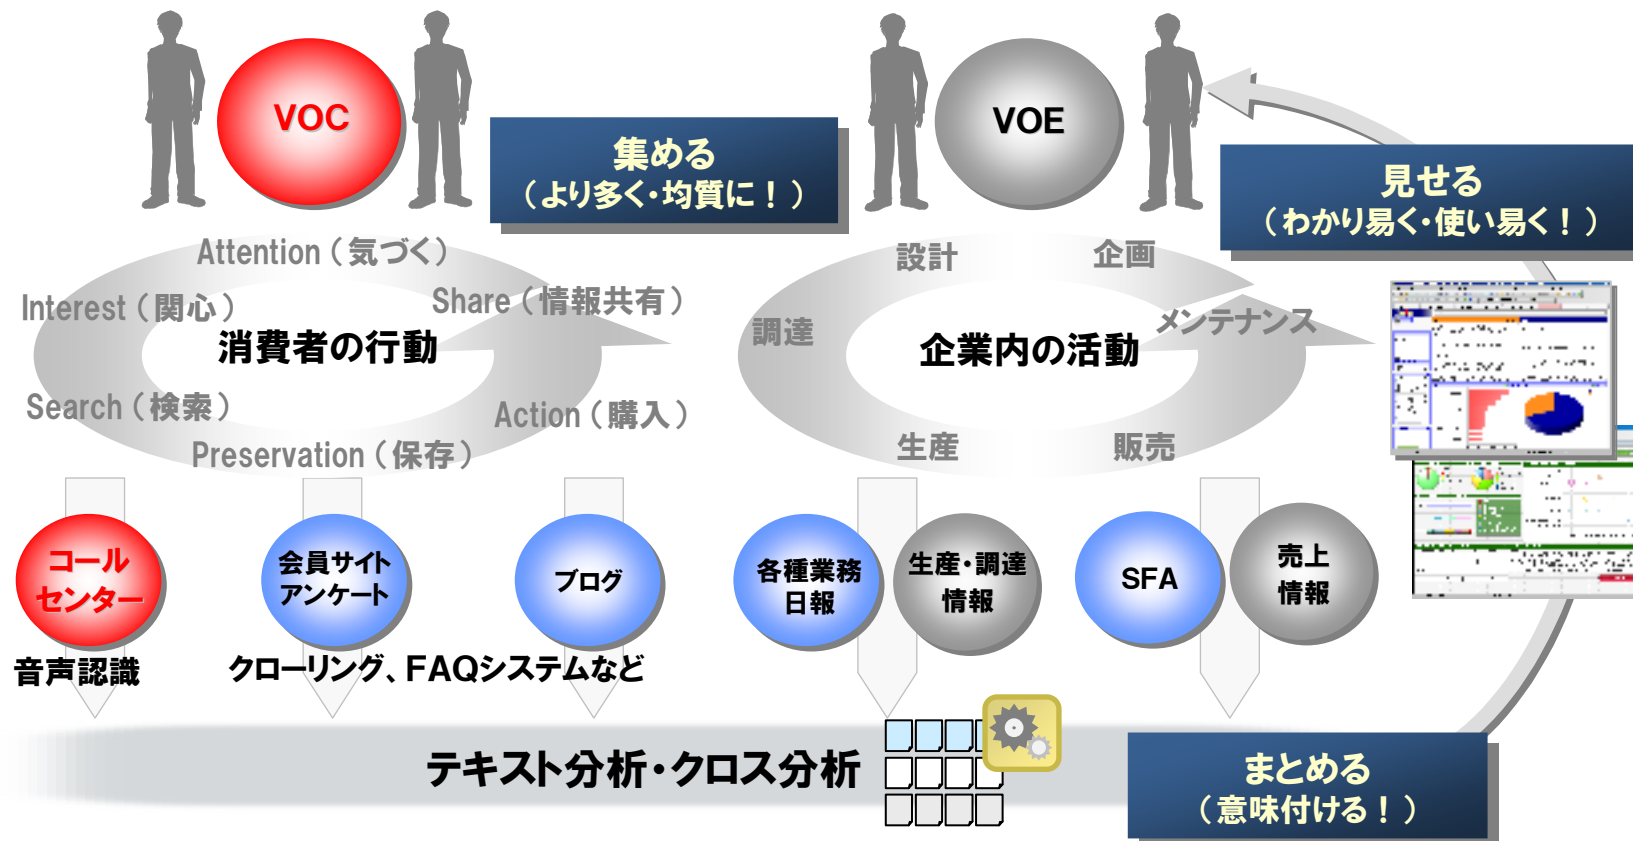 VOC
集める
（より多く・均質に！）
VOE
見せる
（わかり易く・使い易く！）
Attention（気づく）
Interest（関心）
Share（情報共有）
消費者の行動
Search（検索）
Action（購入）
Preservation（保存）
設計
企画
調達
メンテナンス
企業内の活動
生産
販売
コール
センター
会員サイト
アンケート
ブログ
各種業務
日報
生産・調達
情報
SFA
売上
情報
音声認識
クローリング、FAQシステムなど
テキスト分析・クロス分析
まとめる
（意味付ける！）